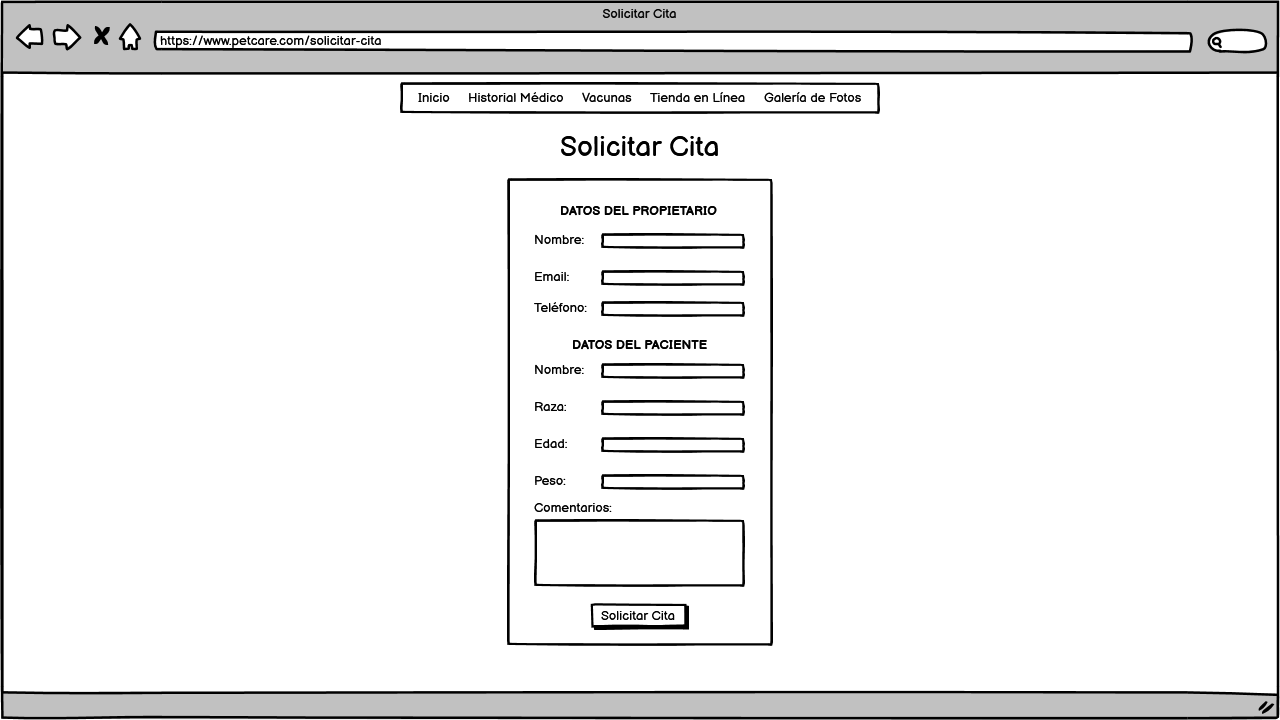 Solicitar Cita
https://www.petcare.com/solicitar-cita
Inicio Historial Médico Vacunas Tienda en Línea Galería de Fotos
Solicitar Cita
DATOS DEL PROPIETARIO
Nombre:
Email:
Teléfono:
DATOS DEL PACIENTE
Nombre:
Raza:
Edad:
Peso:
Comentarios:
Solicitar Cita